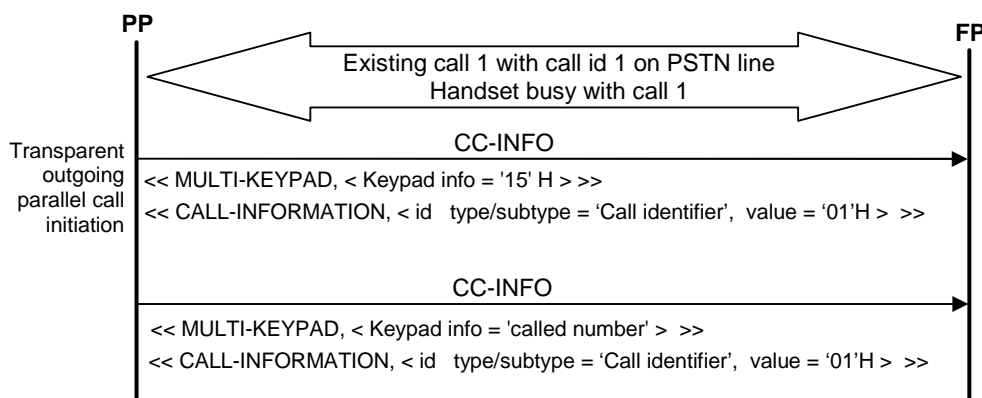 PP
FP
Existing call 1 with call id 1 on PSTN line
Handset busy with call 1
Transparent
outgoing
parallel call
initiation
CC-INFO
<< MULTI-KEYPAD, < Keypad info = '15' H > >>
<< CALL-INFORMATION, < id type/subtype = ‘Call identifier’, value = ‘01’H > >>
CC-INFO
<< MULTI-KEYPAD, < Keypad info = 'called number' > >>
<< CALL-INFORMATION, < id type/subtype = ‘Call identifier’, value = ‘01’H > >>